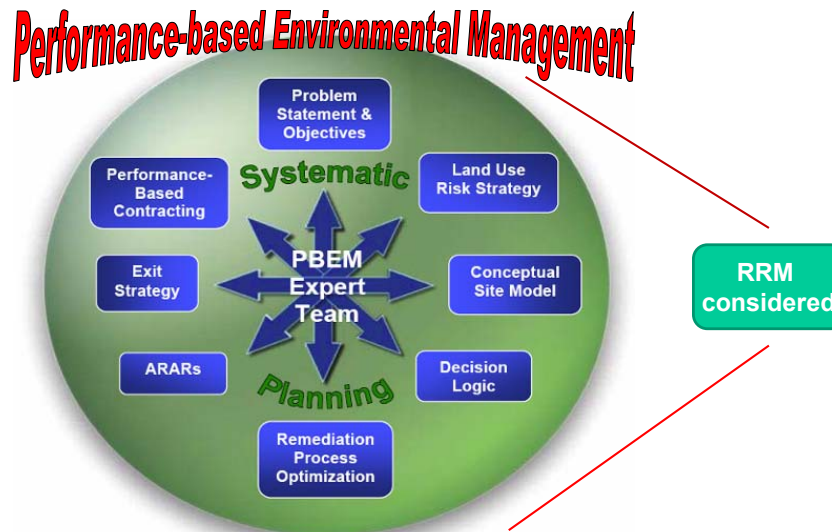 Performance-based Environmental Management
Problem
Statement &
Objectives
Systematic
Performance-
Based
Contracting
Land Use
Risk Strategy
PBEM
Expert
Team
Exit
Strategy
Conceptual
Site Model
RRM
considered
ARARs
Decision
Logic
Planning
Remediation
Process
Optimization